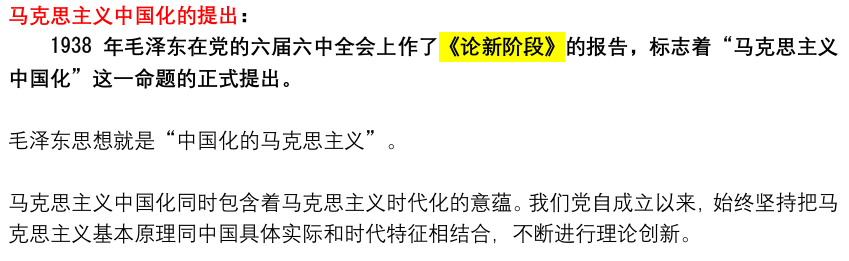 马克思主义中国化的提出：
1938 年毛泽东在党的六届六中全会上作了《论新阶段》的报告，标志着“马克思主义
中国化”这一命题的正式提出。
毛泽东思想就是“中国化的马克思主义”。
马克思主义中国化同时包含着马克思主义时代化的意蕴。我们党自成立以来，始终坚持把马
克思主义基本原理同中国具体实际和时代特征相结合，不断进行理论创新。